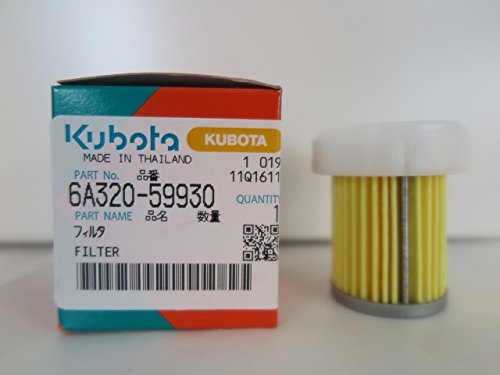 Kubota KUBOTA
MADE IN THAILAND 1 019
PART No. 品番 11Q1611
6A320-59930 QUANTITY
PART NAME 品名 数量 1
フィルタ
FILTER